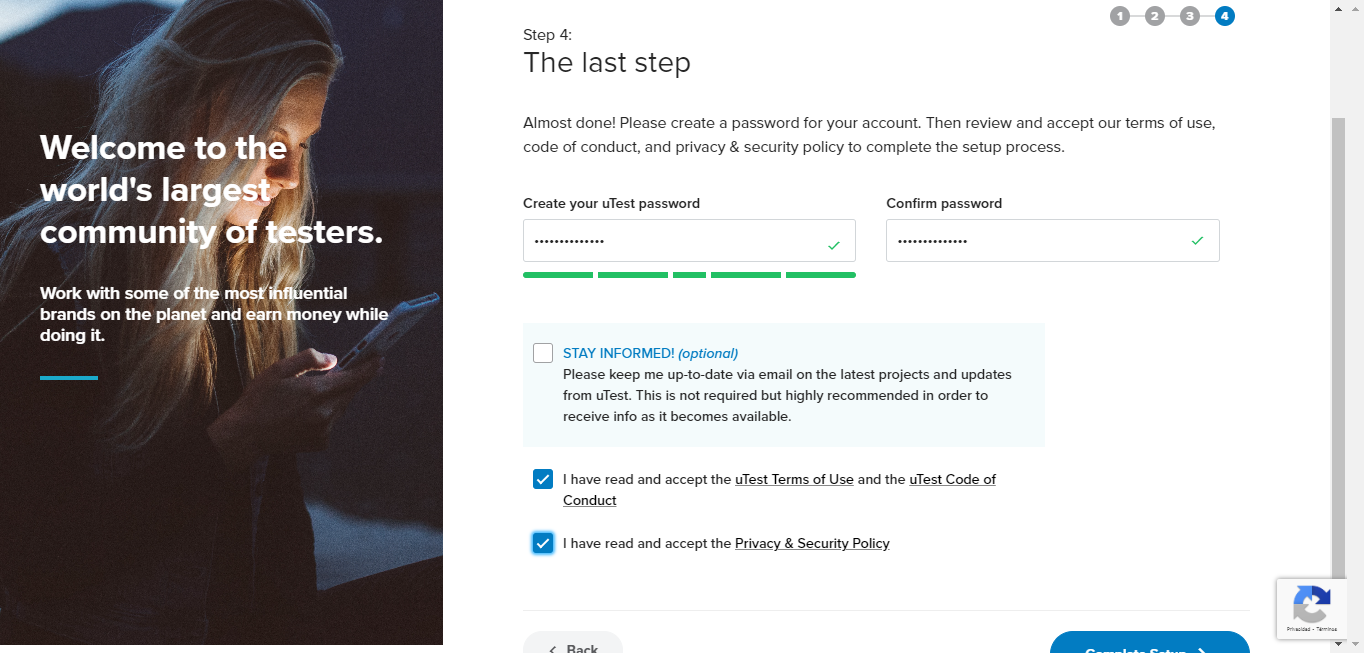 Welcome to the
world's largest
community of testers.
Work with some of the most influential
brands on the planet and earn money while
doing it.
1 2 3 4
Step 4:
The last step
Almost done! Please create a password for your account. Then review and accept our terms of use,
code of conduct, and privacy & security policy to complete the setup process.
Create your uTest password
Confirm password
••••••••••••••
••••••••••••••
STAY INFORMED! (optional)
Please keep me up-to-date via email on the latest projects and updates
from uTest. This is not required but highly recommended in order to
receive info as it becomes available.
I have read and accept the uTest Terms of Use and the uTest Code of
Conduct
I have read and accept the Privacy & Security Policy
Back
Complete Setup
Privacidad - Términos